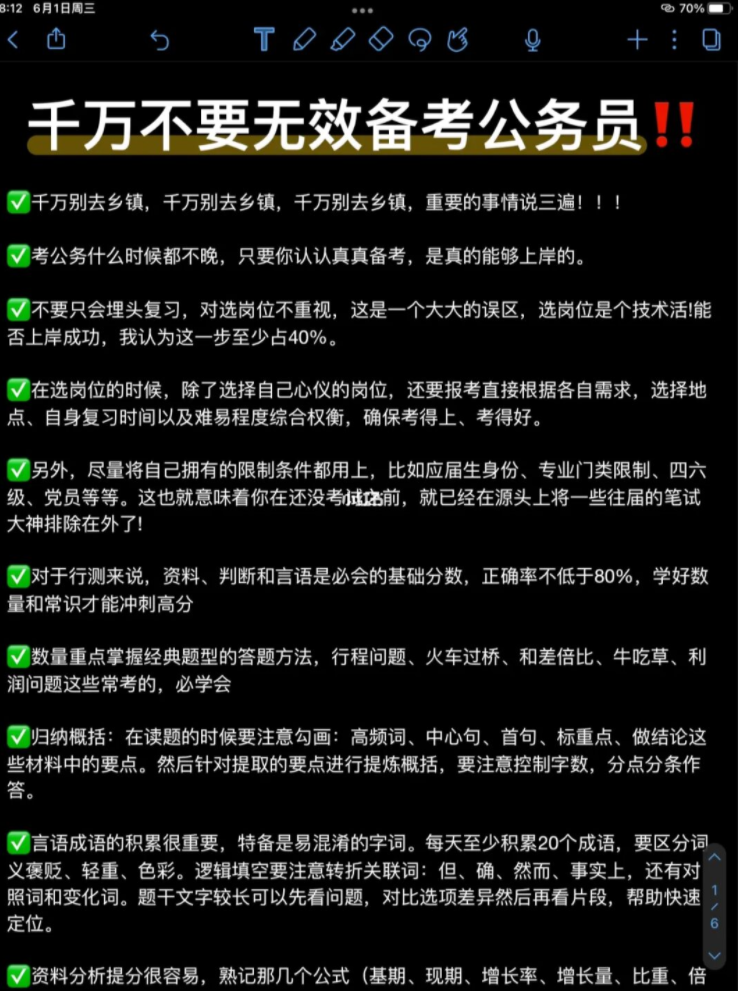 8:12 6月1日周三
70%
千万不要无效备考公务员‼️
✅千万别去乡镇，千万别去乡镇，千万别去乡镇，重要的事情说三遍！！！
✅考公务什么时候都不晚，只要你认认真真备考，是真的能够上岸的。
✅不要只会埋头复习，对选岗位不重视，这是一个大大的误区，选岗位是个技术活!能
否上岸成功，我认为这一步至少占40%。
✅在选岗位的时候，除了选择自己心仪的岗位，还要报考直接根据各自需求，选择地
点、自身复习时间以及难易程度综合权衡，确保考得上、考得好。
✅另外，尽量将自己拥有的限制条件都用上，比如应届生身份、专业门类限制、四六
级、党员等等。这也就意味着你在还没考前，就已经在源头上将一些往届的笔试
大神排除在外了!
✅对于行测来说，资料、判断和言语是必会的基础分数，正确率不低于80%，学好数
量和常识才能冲刺高分
✅数量重点掌握经典题型的答题方法，行程问题、火车过桥、和差倍比、牛吃草、利
润问题这些常考的，必学会
✅归纳概括：在读题的时候要注意勾画：高频词、中心句、首句、标重点、做结论这
些材料中的要点。然后针对提取的要点进行提炼概括，要注意控制字数，分点分条作
答。
✅言语成语的积累很重要，特备是易混淆的字词。每天至少积累20个成语，要区分词
义褒贬、轻重、色彩。逻辑填空要注意转折关联词：但、确、然而、事实上，还有对
照词和变化词。题干文字较长可以先看问题，对比选项差异然后再看片段，帮助快速
定位。
1/6
✅资料分析提分很容易，熟记那几个公式（基期、现期、增长率、增长量、比重、倍